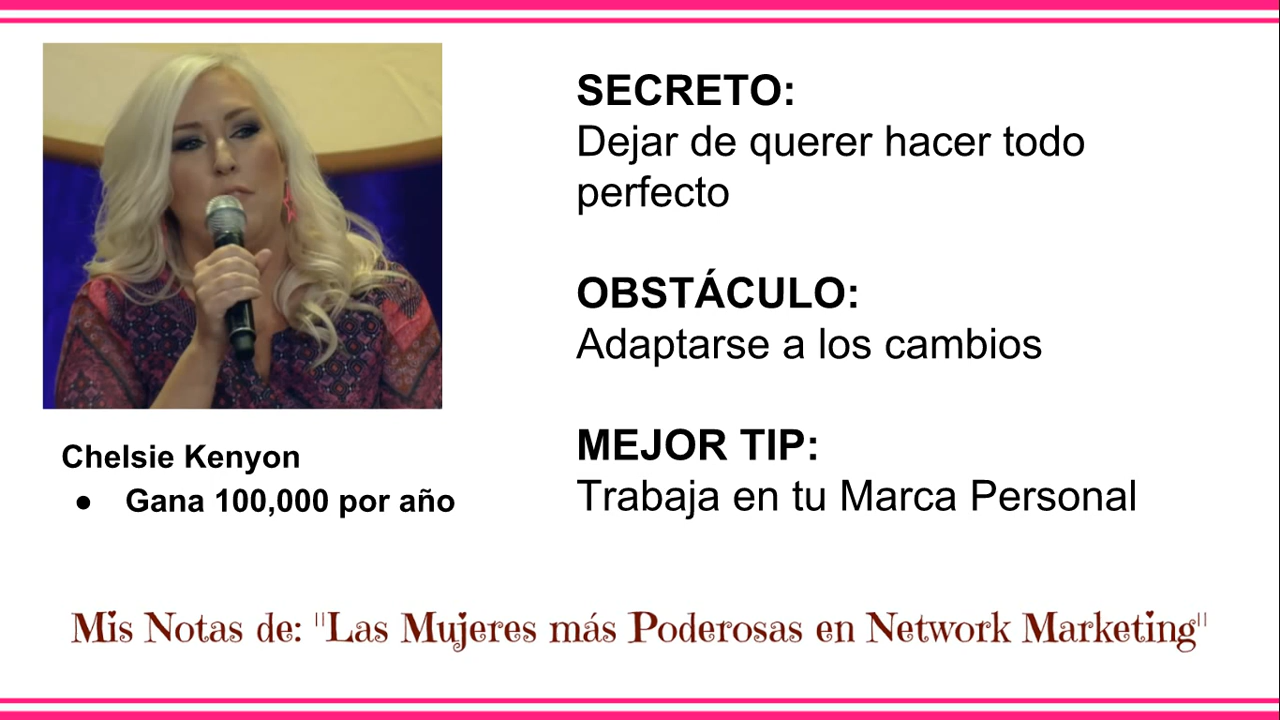 SECRETO:
Dejar de querer hacer todo
perfecto
OBSTÁCULO:
Adaptarse a los cambios
MEJOR TIP:
Trabaja en tu Marca Personal
Chelsie Kenyon
● Gana 100,000 por año
Mis Notas de: "Las Mujeres más Poderosas en Network Marketing"